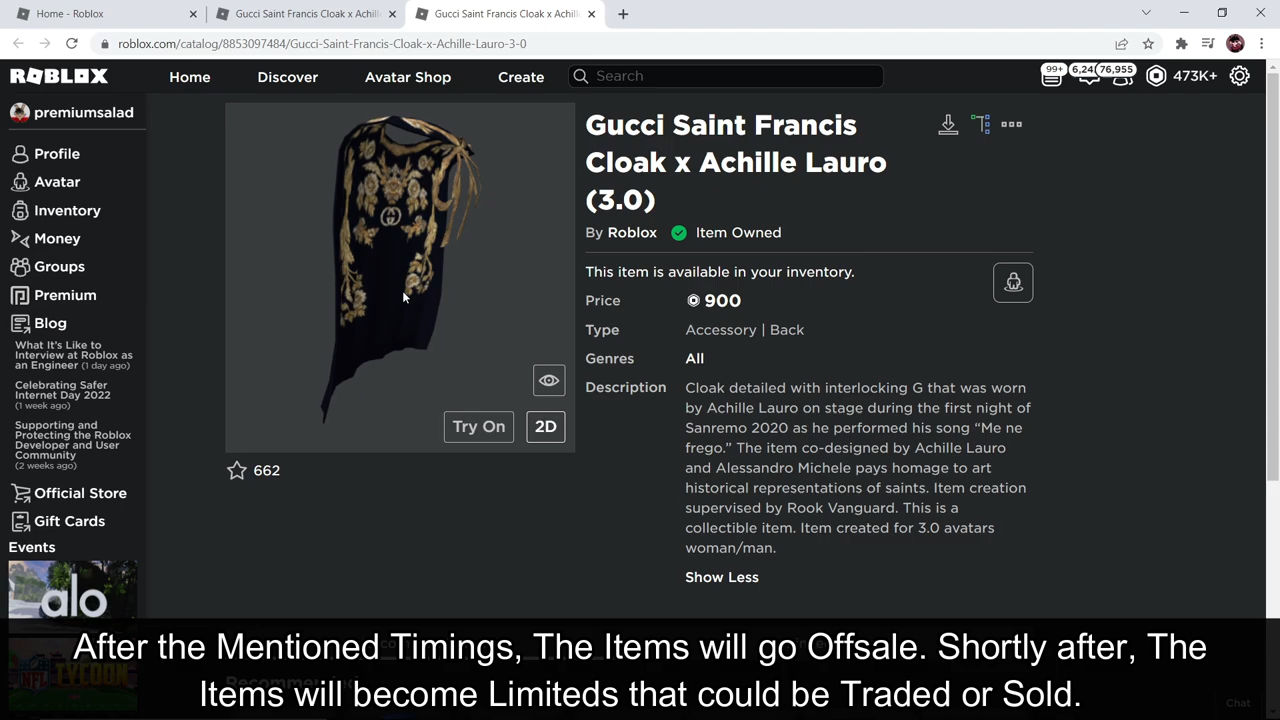 Home - Roblox
Gucci Saint Francis Cloak x Achill
Gucci Saint Francis Cloak x Achille
roblox.com/catalog/8853097484/Gucci-Saint-Francis-Cloak-x-Achille-Lauro-3-0
ROBLOX
Home
Discover
Avatar Shop
Create
Search
99+
6,24
76,955
473K+
premiumsalad
Profile
Avatar
Inventory
Money
Groups
Premium
Blog
What It's Like to
Interview at Roblox as
an Engineer (1 day ago)
Celebrating Safer
Internet Day 2022
(1 week ago)
Supporting and
Protecting the Roblox
Developer and User
Community
(2 weeks ago)
Official Store
Gift Cards
Events
alo
TYCOON
Try On
2D
662
Gucci Saint Francis
Cloak x Achille Lauro
(3.0)
By Roblox Item Owned
This item is available in your inventory.
Price 900
Type Accessory | Back
Genres All
Description Cloak detailed with interlocking G that was worn
by Achille Lauro on stage during the first night of
Sanremo 2020 as he performed his song “Me ne
frego.” The item co-designed by Achille Lauro
and Alessandro Michele pays homage to art
historical representations of saints. Item creation
supervised by Rook Vanguard. This is a
collectible item. Item created for 3.0 avatars
woman/man.
Show Less
After the Mentioned Timings, The Items will go Offsale. Shortly after, The
Items will become Limiteds that could be Traded or Sold.
Chat